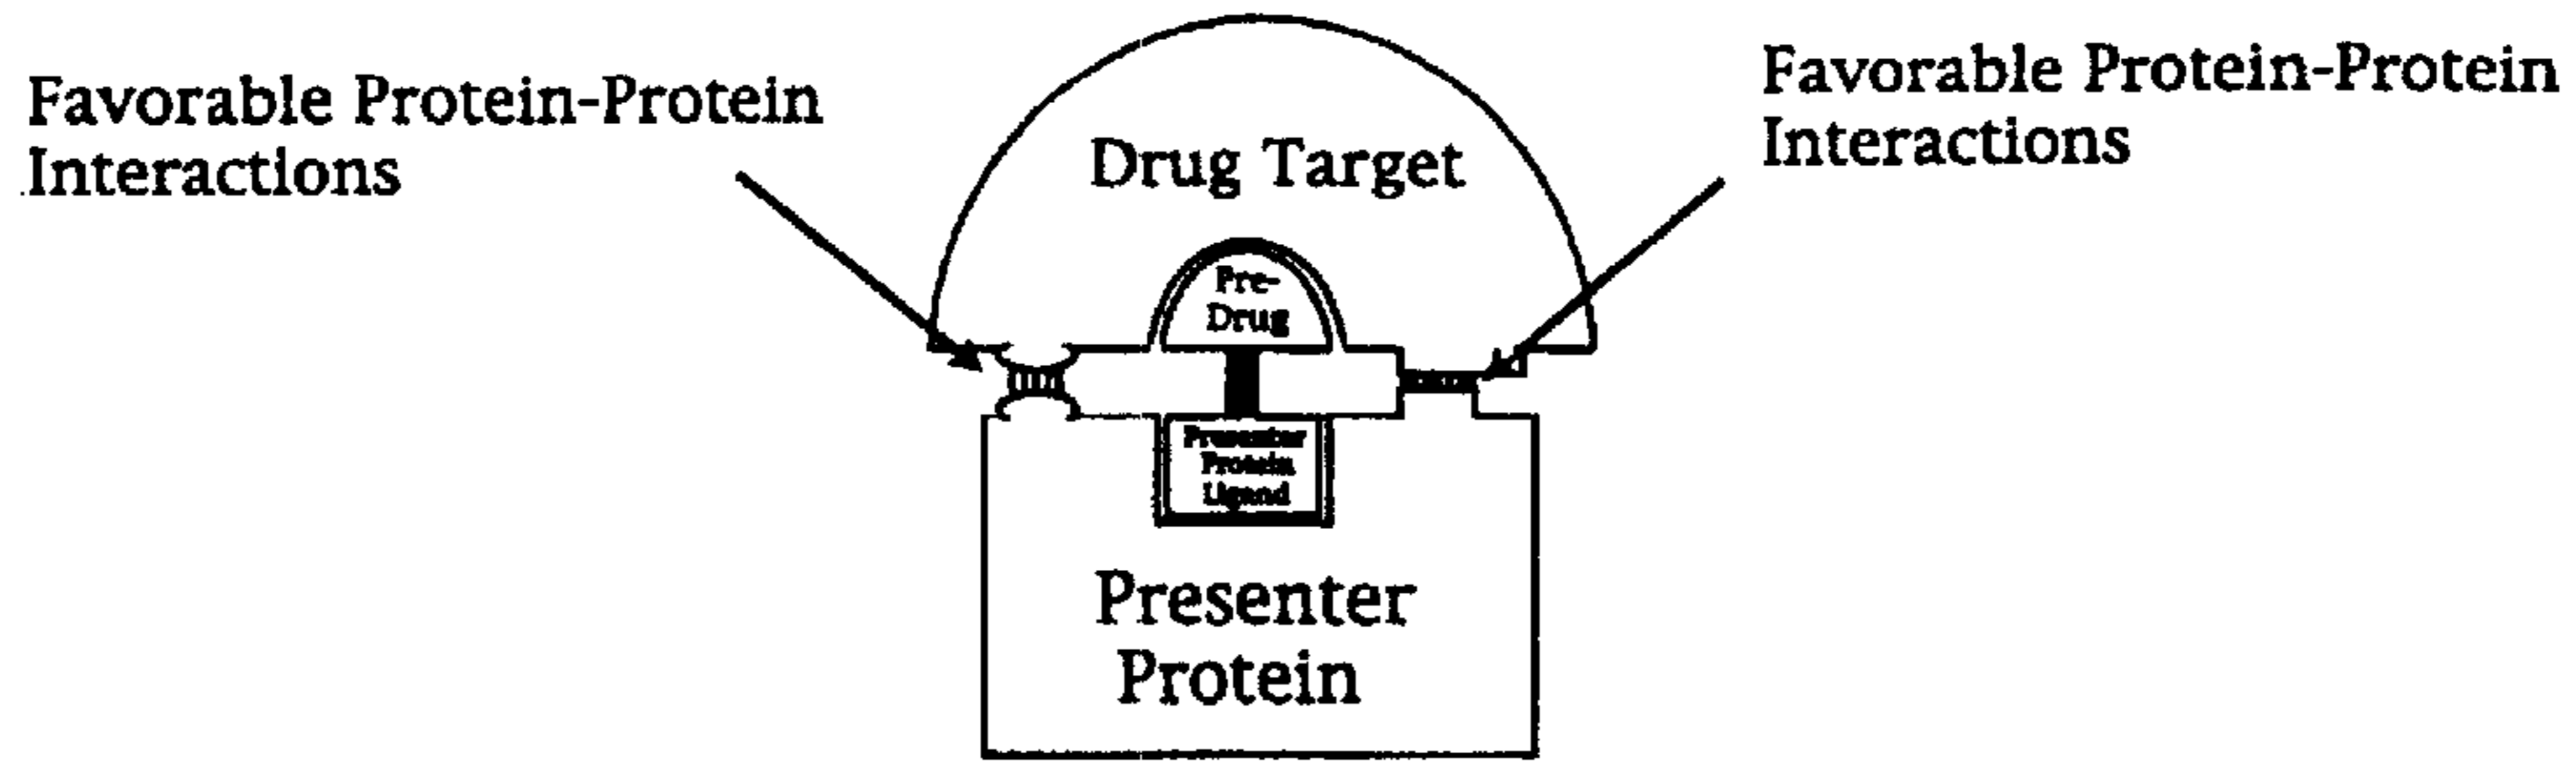 Favorable Protein-Protein
Interactions
Favorable Protein-Protein
Interactions
Drug Target
Pre-
Drug
Presenter
Protein
Ligand
Presenter
Protein